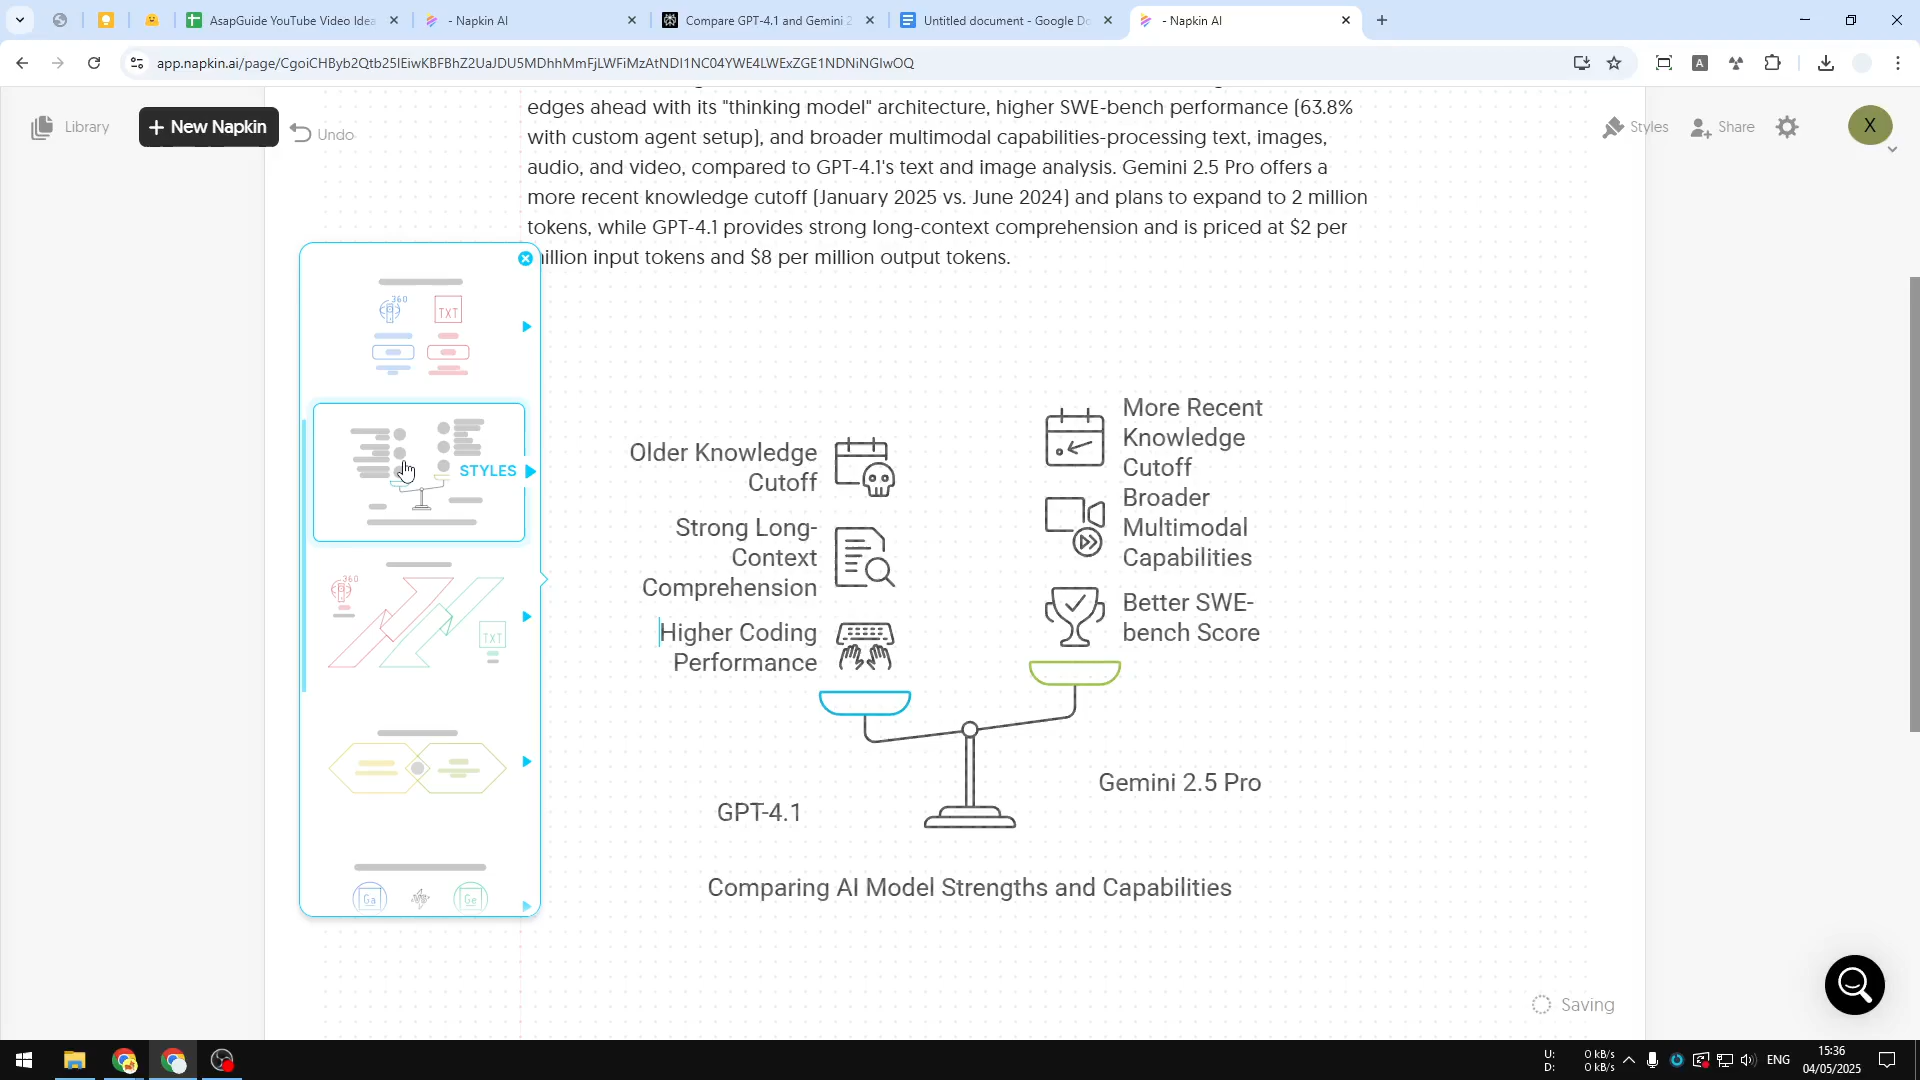 AsapGuide YouTube Video Idea
- Napkin AI
Compare GPT-4.1 and Gemini 2
Untitled document - Google Do
- Napkin AI
app.napkin.ai/page/CgoiCHByb2Qtb25lEiwKBFBhZ2UaJDU5MDhhMmFjLWFiMzAtNDI1NC04YWE4LWExZGE1NDNiNGIwOQ
Library
+ New Napkin
Undo
Styles
Share
X
edges ahead with its "thinking model" architecture, higher SWE-bench performance (63.8%
with custom agent setup), and broader multimodal capabilities-processing text, images,
audio, and video, compared to GPT-4.1's text and image analysis. Gemini 2.5 Pro offers a
more recent knowledge cutoff (January 2025 vs. June 2024) and plans to expand to 2 million
tokens, while GPT-4.1 provides strong long-context comprehension and is priced at $2 per
million input tokens and $8 per million output tokens.
360
TXT
STYLES
360
TXT
Ga
Ge
Older Knowledge
Cutoff
Strong Long-
Context
Comprehension
Higher Coding
Performance
More Recent
Knowledge
Cutoff
Broader
Multimodal
Capabilities
Better SWE-
bench Score
GPT-4.1
Gemini 2.5 Pro
Comparing AI Model Strengths and Capabilities
Saving
U: 0 kB/s
D: 0 kB/s
ENG
15:36
04/05/2025